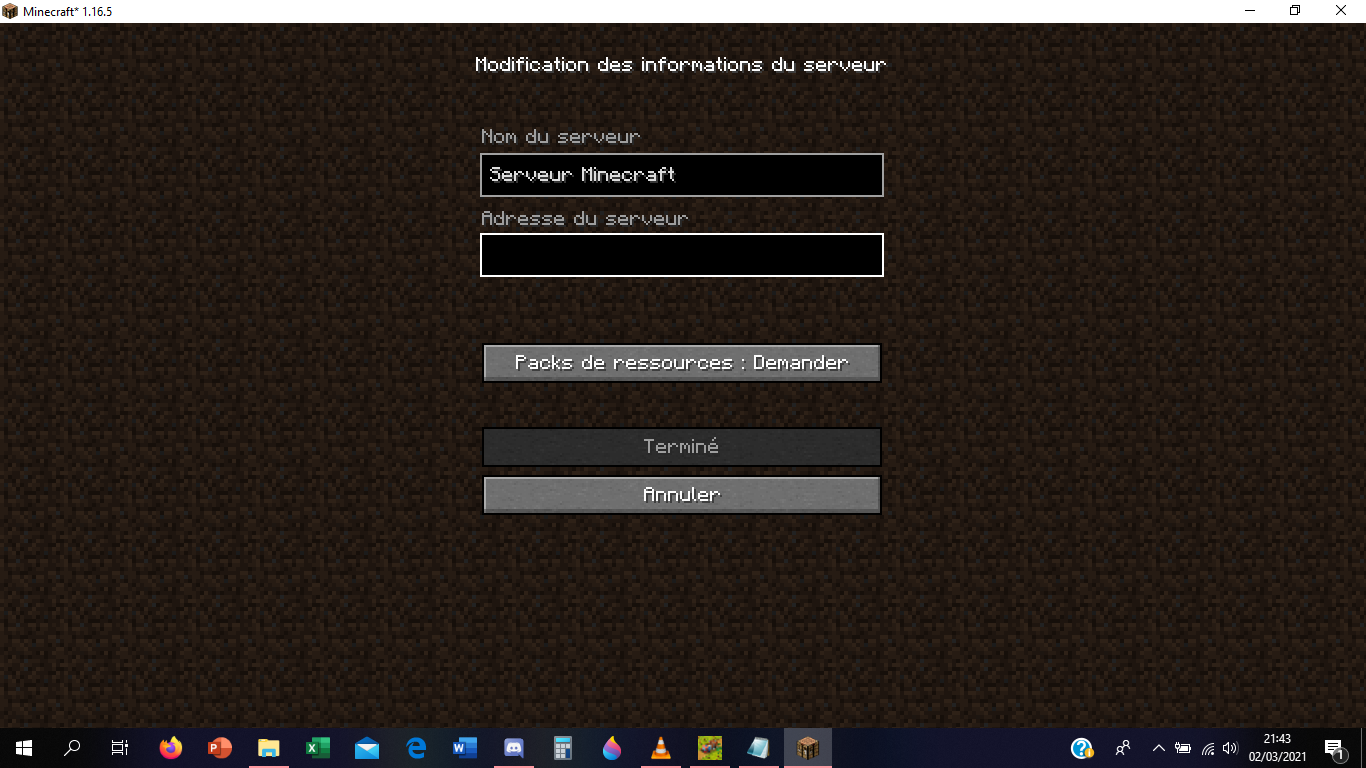 Minecraft* 1.16.5
Modification des informations du serveur
Nom du serveur
Serveur Minecraft
Adresse du serveur
Packs de ressources : Demander
Terminé
Annuler
21:43
02/03/2021
1